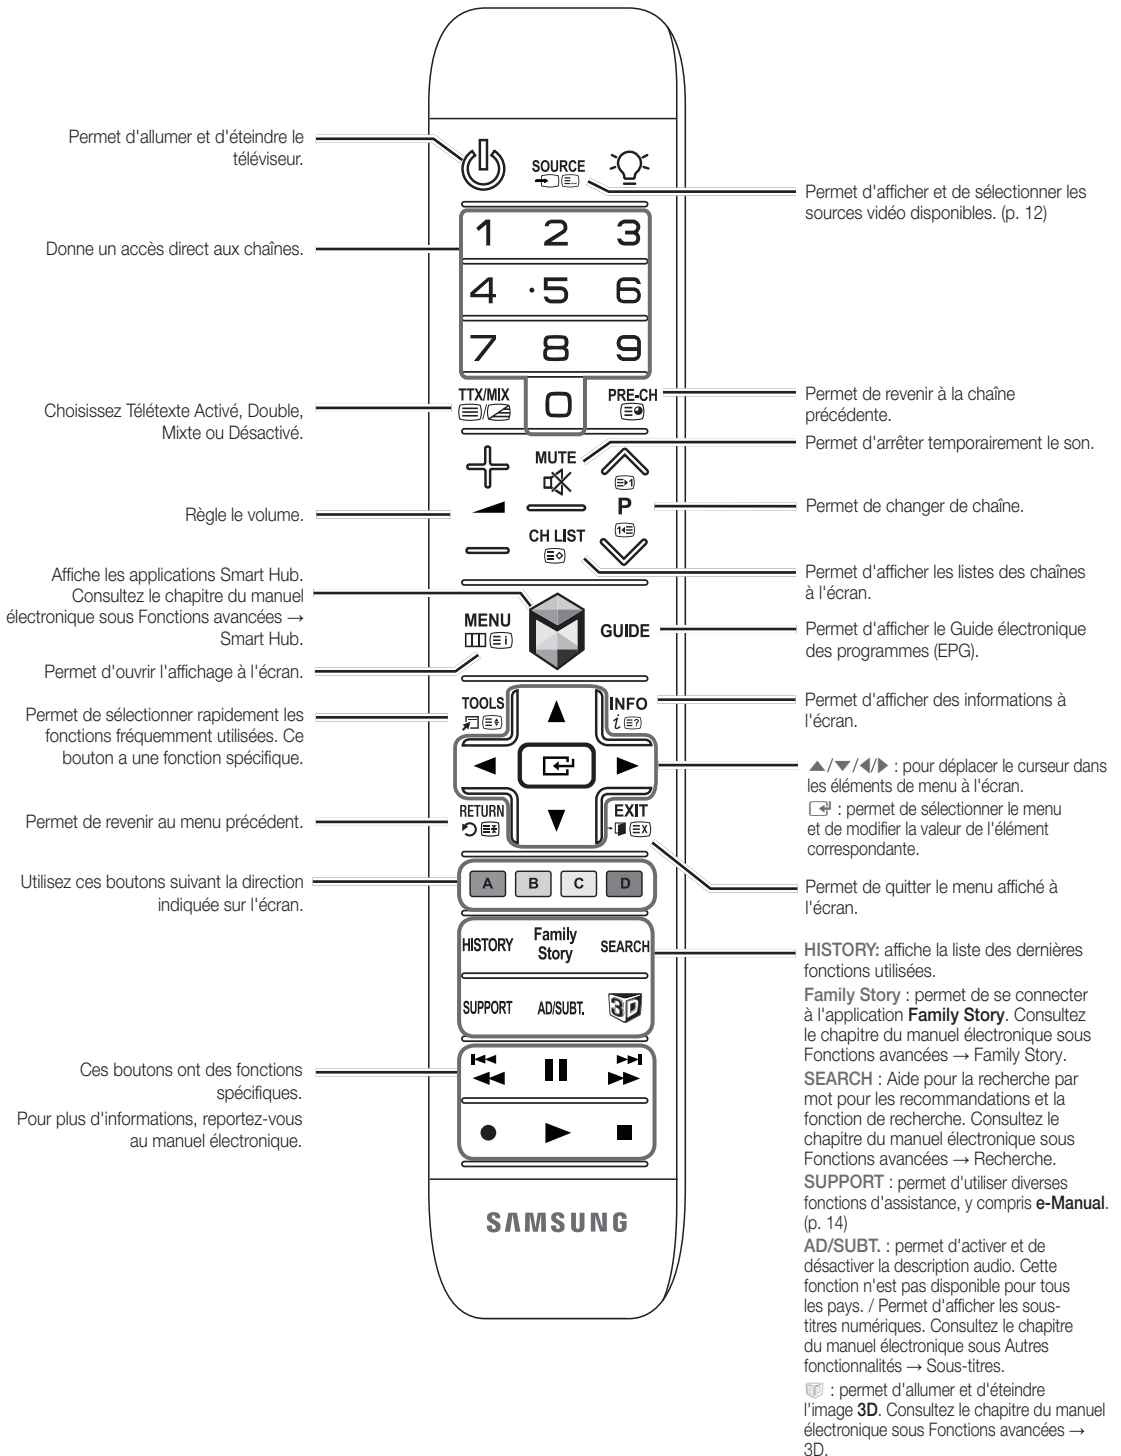 Permet d'allumer et d'éteindre le
téléviseur.
Donne un accès direct aux chaînes.
Choisissez Télétexte Activé, Double,
Mixte ou Désactivé.
Règle le volume.
Affiche les applications Smart Hub.
Consultez le chapitre du manuel
électronique sous Fonctions avancées →
Smart Hub.
Permet d'ouvrir l'affichage à l'écran.
Permet de sélectionner rapidement les
fonctions fréquemment utilisées. Ce
bouton a une fonction spécifique.
Permet de revenir au menu précédent.
Utilisez ces boutons suivant la direction
indiquée sur l'écran.
Ces boutons ont des fonctions
spécifiques.
Pour plus d'informations, reportez-vous
au manuel électronique.
SOURCE
1 2 3
4 ·5 6
7 8 9
TTX/MIX 0 PRE-CH
MUTE
P
CH LIST
MENU GUIDE
TOOLS INFO
RETURN EXIT
A B C D
HISTORY Family Story SEARCH
SUPPORT AD/SUBT. 3D
SAMSUNG
Permet d'afficher et de sélectionner les
sources vidéo disponibles. (p. 12)
Permet de revenir à la chaîne
précédente.
Permet d'arrêter temporairement le son.
Permet de changer de chaîne.
Permet d'afficher les listes des chaînes
à l'écran.
Permet d'afficher le Guide électronique
des programmes (EPG).
Permet d'afficher des informations à
l'écran.
▲/▼/◀/▶ : pour déplacer le curseur dans
les éléments de menu à l'écran.
: permet de sélectionner le menu
et de modifier la valeur de l'élément
correspondante.
Permet de quitter le menu affiché à
l'écran.
HISTORY: affiche la liste des dernières
fonctions utilisées.
Family Story : permet de se connecter
à l'application Family Story. Consultez
le chapitre du manuel électronique sous
Fonctions avancées → Family Story.
SEARCH : Aide pour la recherche par
mot pour les recommandations et la
fonction de recherche. Consultez le
chapitre du manuel électronique sous
Fonctions avancées → Recherche.
SUPPORT : permet d'utiliser diverses
fonctions d'assistance, y compris e-Manual.
(p. 14)
AD/SUBT. : permet d'activer et de
désactiver la description audio. Cette
fonction n'est pas disponible pour tous
les pays. / Permet d'afficher les sous-
titres numériques. Consultez le chapitre
du manuel électronique sous Autres
fonctionnalités → Sous-titres.
: permet d'allumer et d'éteindre
l'image 3D. Consultez le chapitre du manuel
électronique sous Fonctions avancées →
3D.